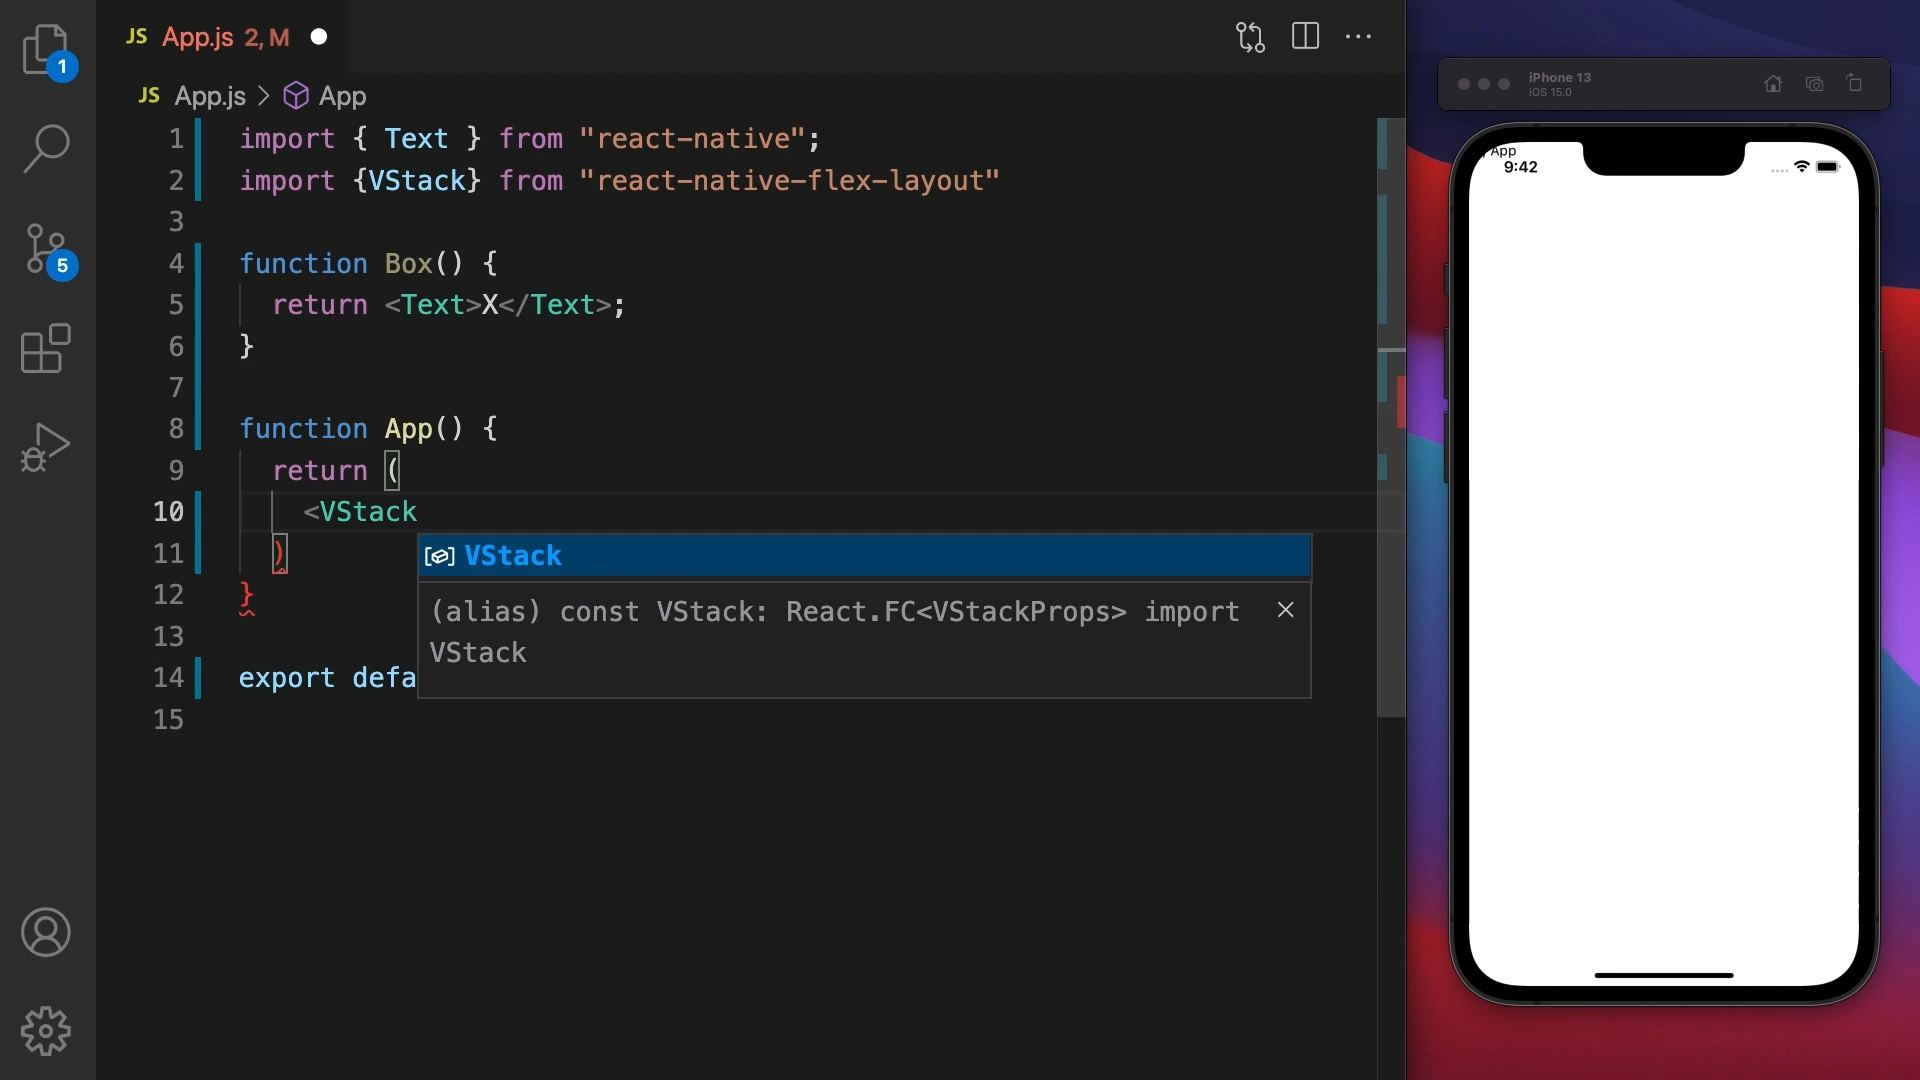 JS App.js 2, M
JS App.js > App
1 import { Text } from "react-native";
2 import {VStack} from "react-native-flex-layout"
3
4 function Box() {
5 return <Text>X</Text>;
6 }
7
8 function App() {
9 return (
10 <VStack
11 )
12 }
13
14 export defa
15
VStack
(alias) const VStack: React.FC<VStackProps> import
VStack
1
5
iPhone 13
iOS 15.0
App
9:42